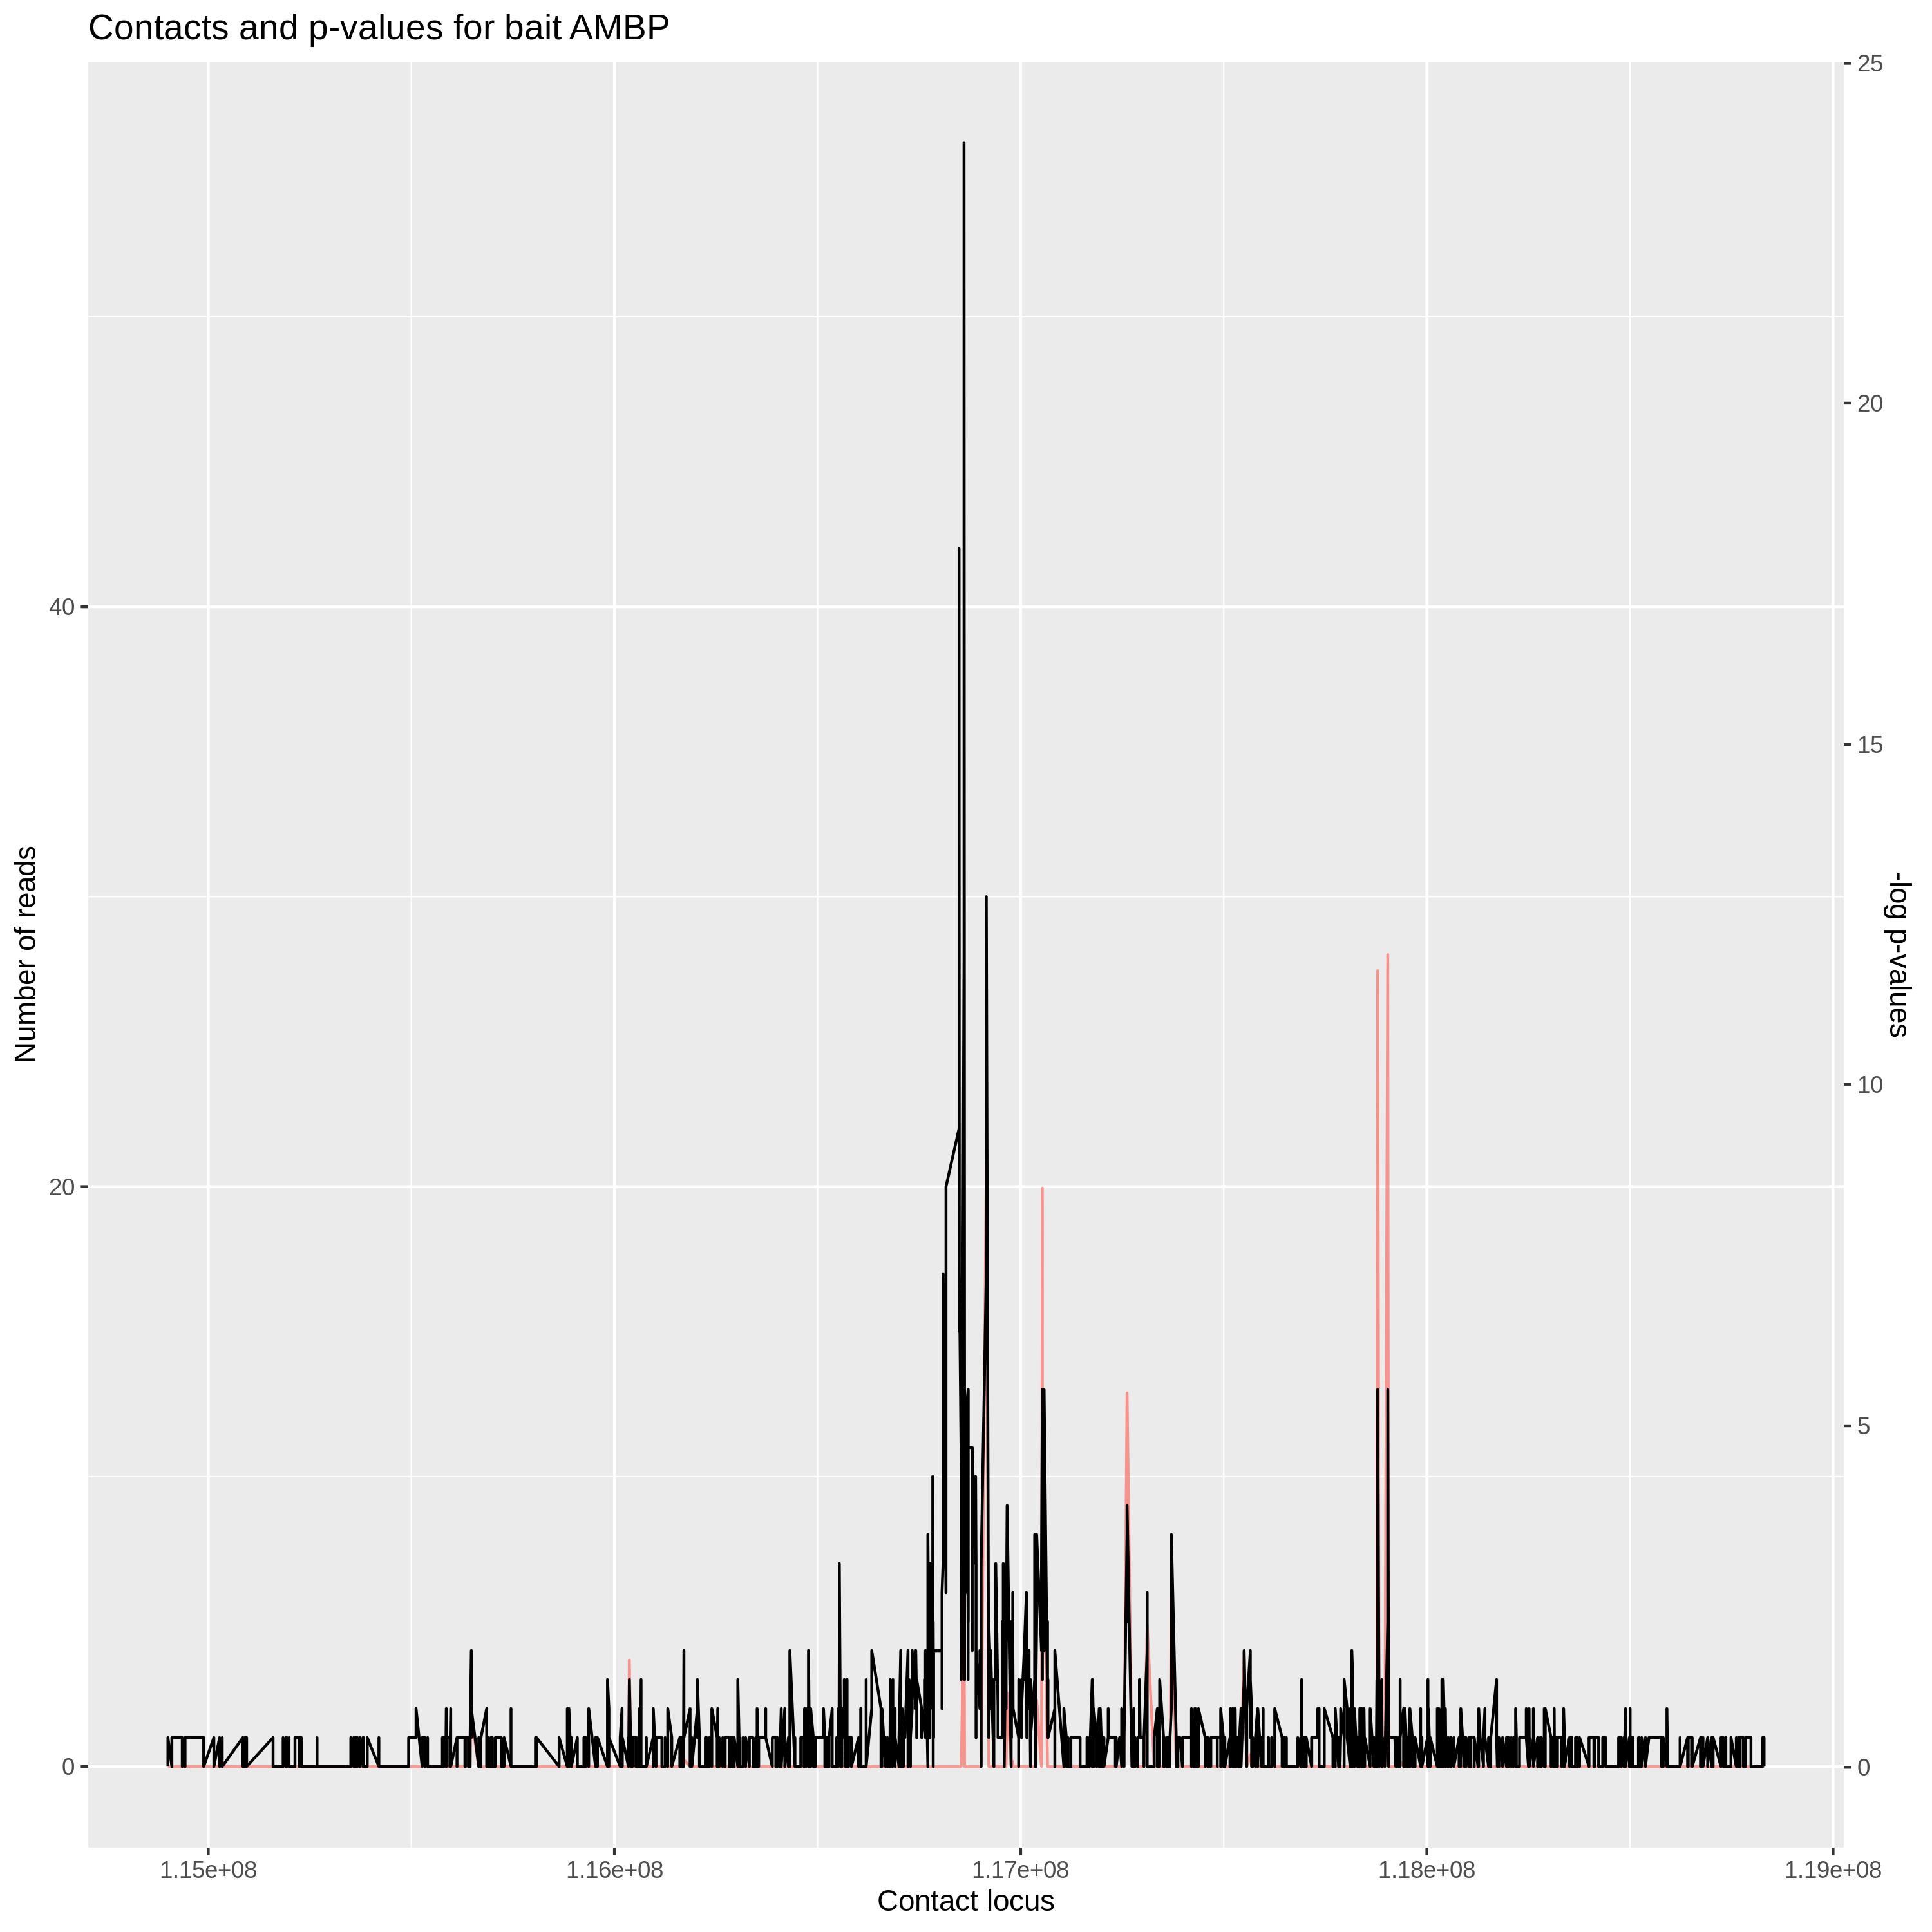 Contacts and p-values for bait AMBP
Number of reads
40
20
0
25
20
15
10
5
0
-log p-values
1.15e+08
1.16e+08
1.17e+08
1.18e+08
1.19e+08
Contact locus